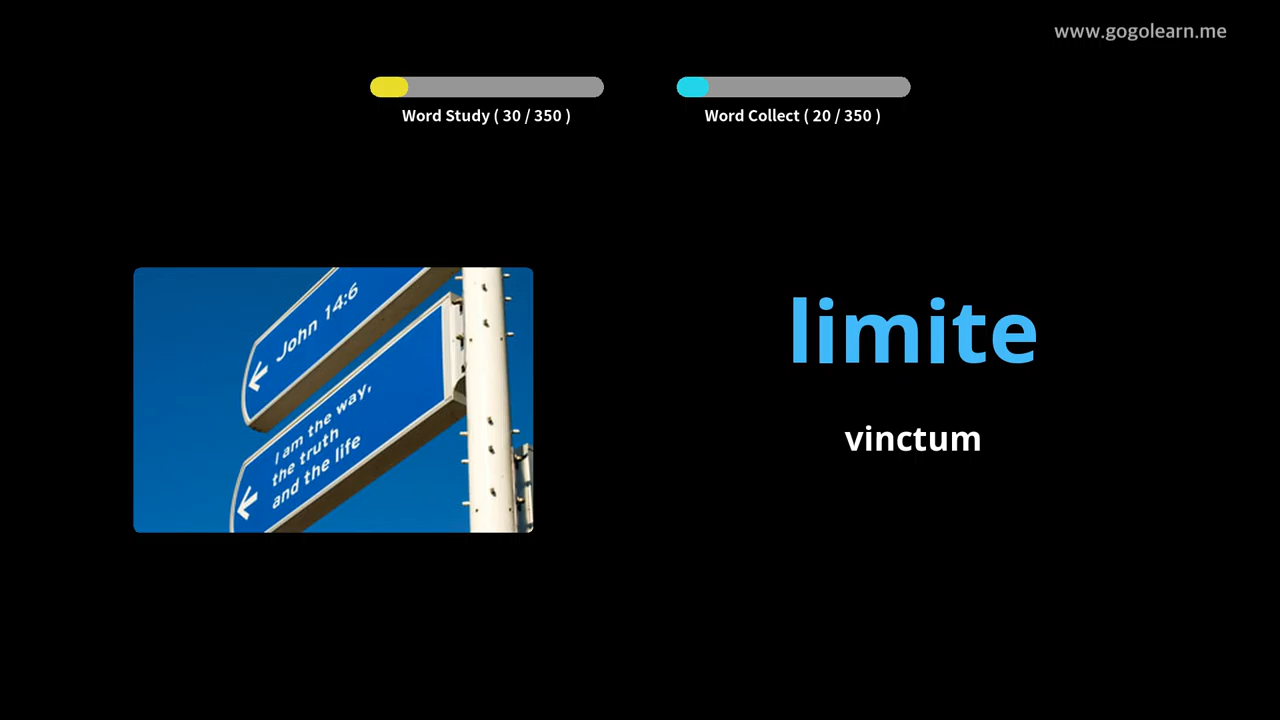 www.gogolearn.me
Word Study ( 30 / 350 )
Word Collect ( 20 / 350 )
John 14:6
I am the way,
the truth
and the life
limite
vinctum